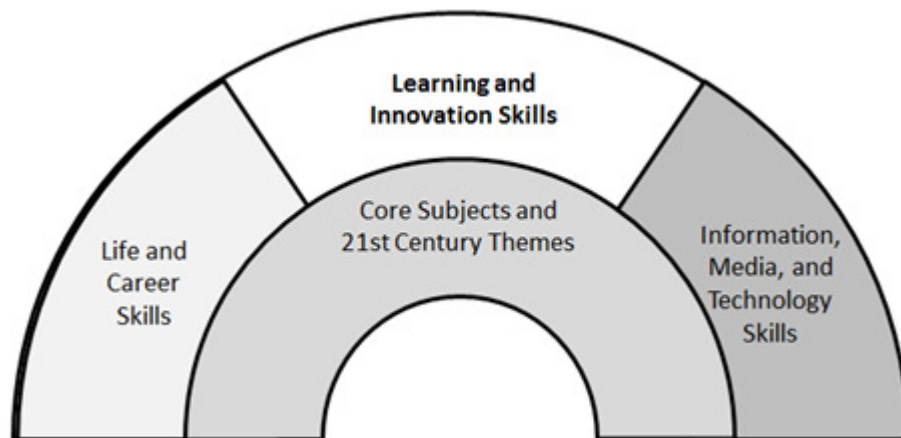 Learning and
Innovation Skills
Core Subjects and
21st Century Themes
Life and
Career
Skills
Information,
Media, and
Technology
Skills